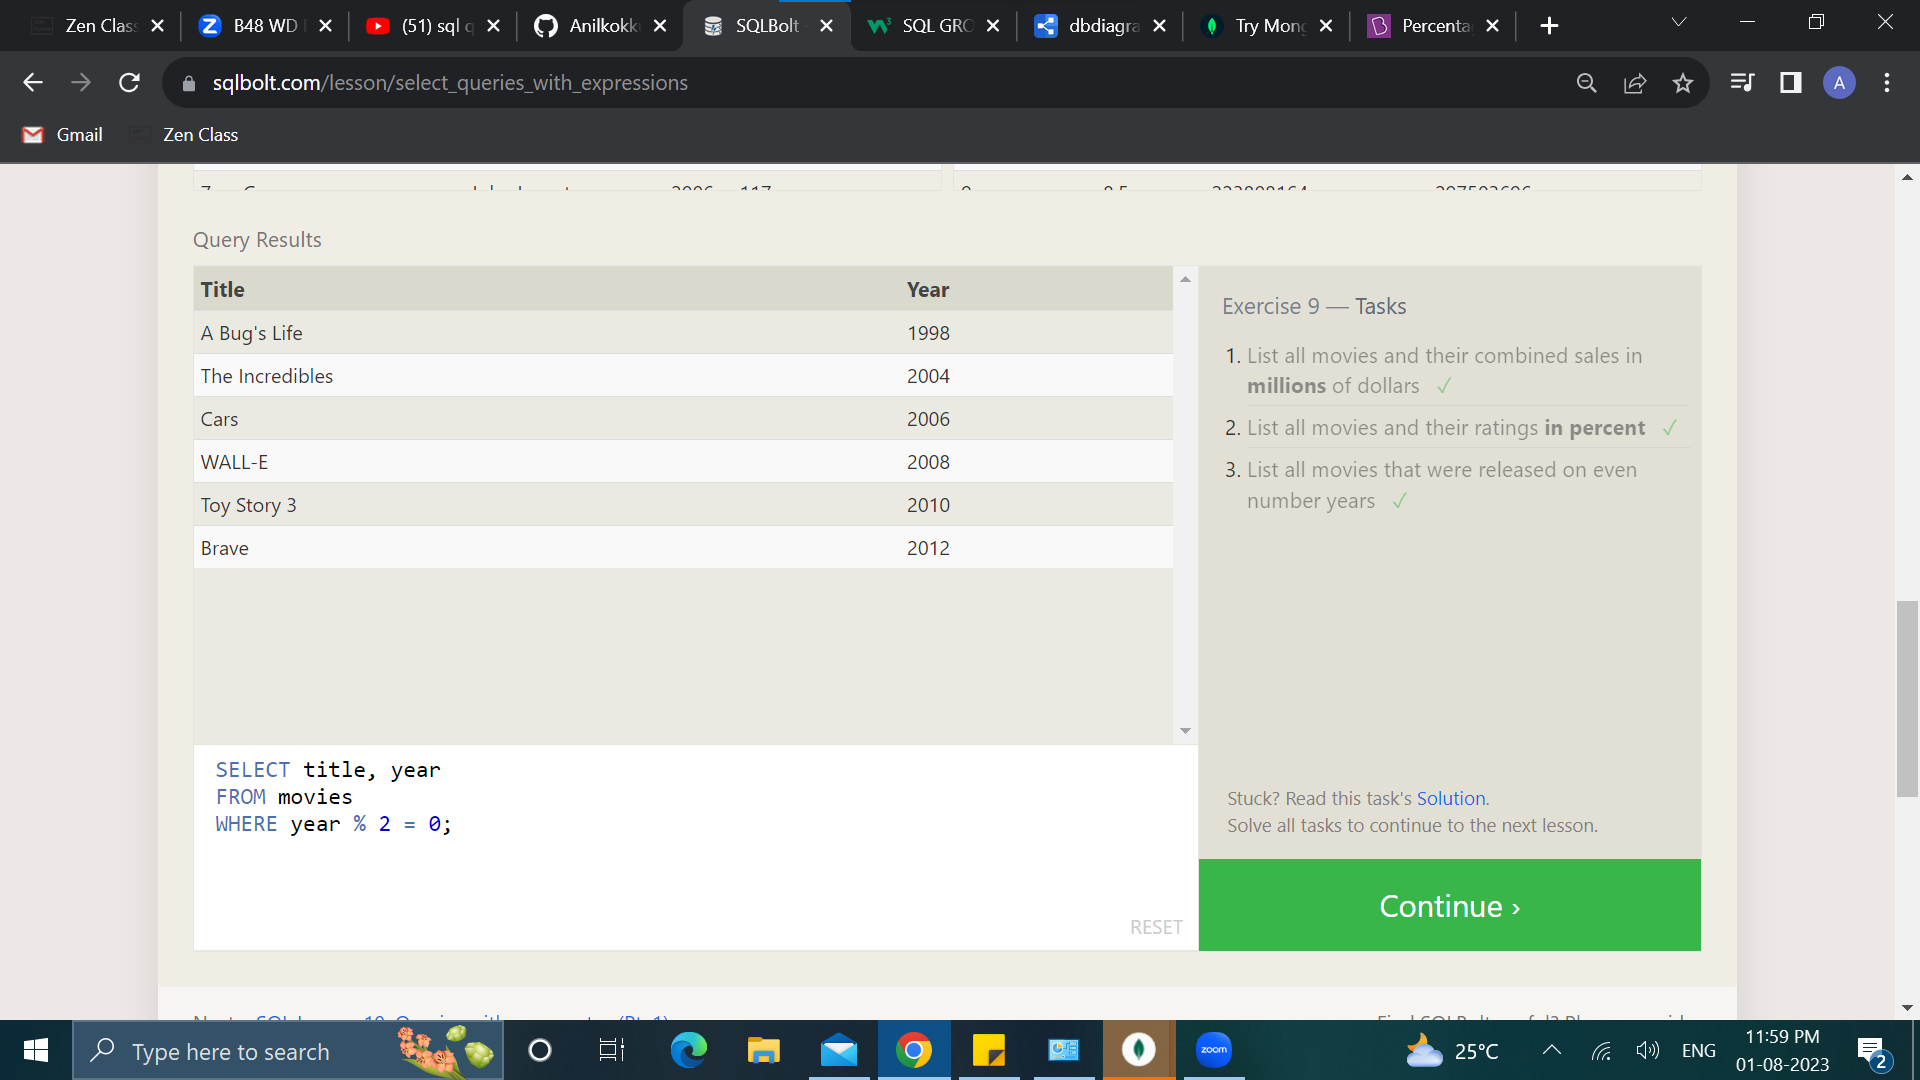 Zen Clas
B48 WD
(51) sql q
Anilkokk
SQLBolt
SQL GRO
dbdiagra
Try Mong
Percenta
sqlbolt.com/lesson/select_queries_with_expressions
A
Gmail
Zen Class
Query Results
Title Year
A Bug's Life 1998
The Incredibles 2004
Cars 2006
WALL-E 2008
Toy Story 3 2010
Brave 2012
Exercise 9 — Tasks
1. List all movies and their combined sales in
millions of dollars ✓
2. List all movies and their ratings in percent ✓
3. List all movies that were released on even
number years ✓
SELECT title, year
FROM movies
WHERE year % 2 = 0;
RESET
Stuck? Read this task's Solution.
Solve all tasks to continue to the next lesson.
Continue ›
Type here to search
zoom
25°C
ENG
11:59 PM
01-08-2023
2